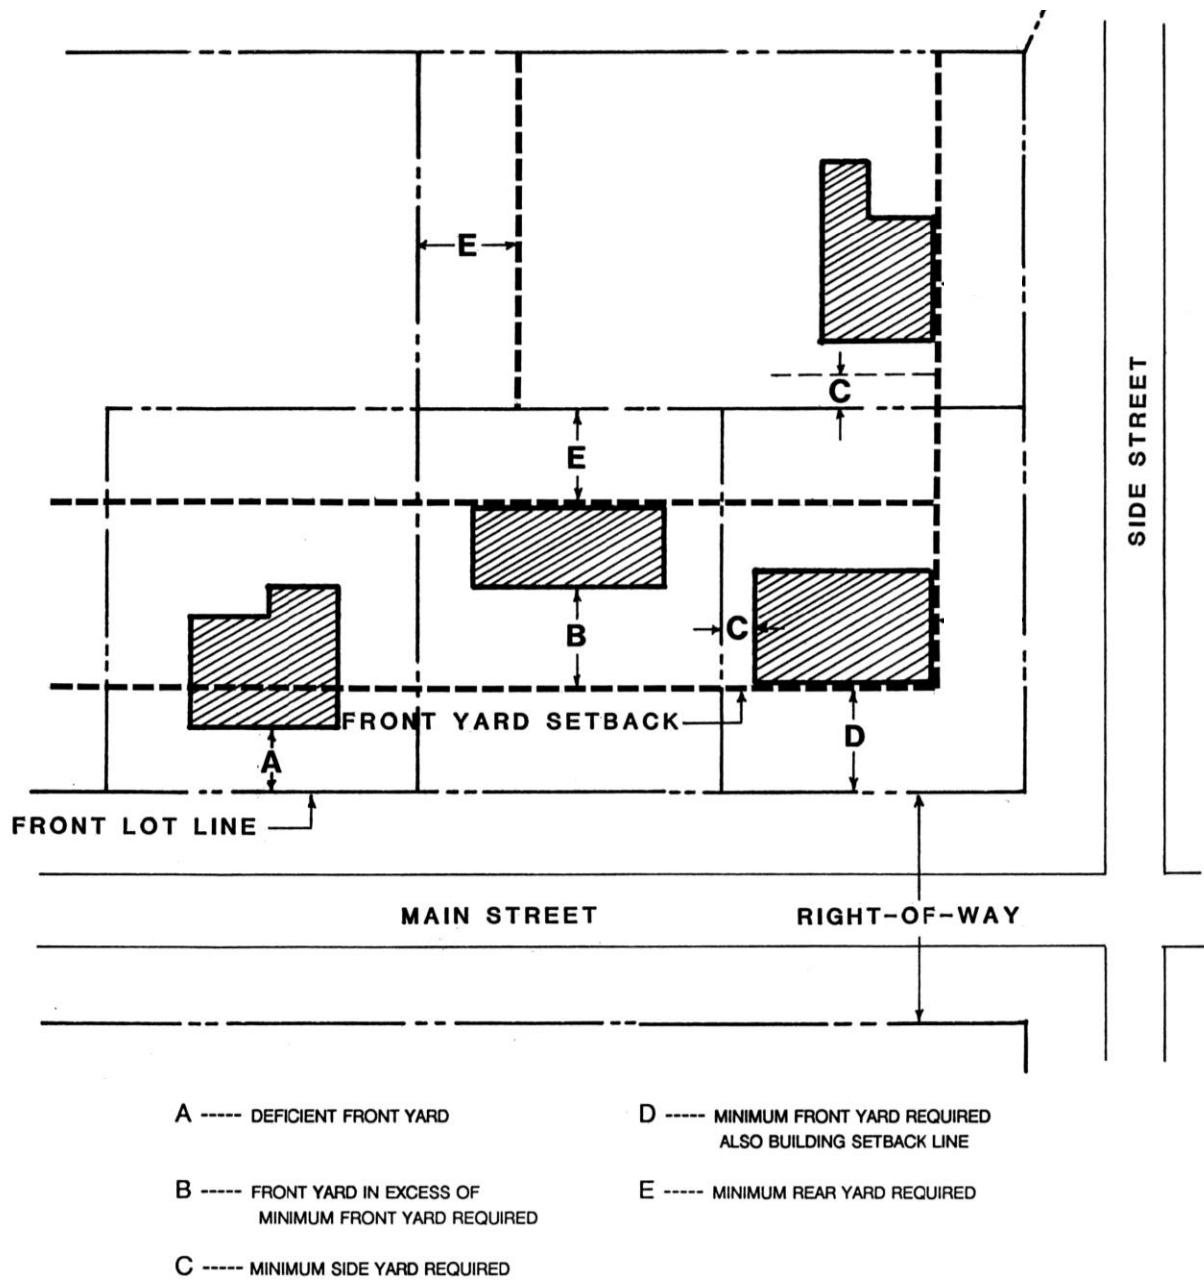 E
C
SIDE STREET
E
B
C
FRONT YARD SETBACK
D
A
FRONT LOT LINE
MAIN STREET
RIGHT-OF-WAY
A ----- DEFICIENT FRONT YARD
D ----- MINIMUM FRONT YARD REQUIRED
ALSO BUILDING SETBACK LINE
B ----- FRONT YARD IN EXCESS OF
MINIMUM FRONT YARD REQUIRED
E ----- MINIMUM REAR YARD REQUIRED
C ----- MINIMUM SIDE YARD REQUIRED